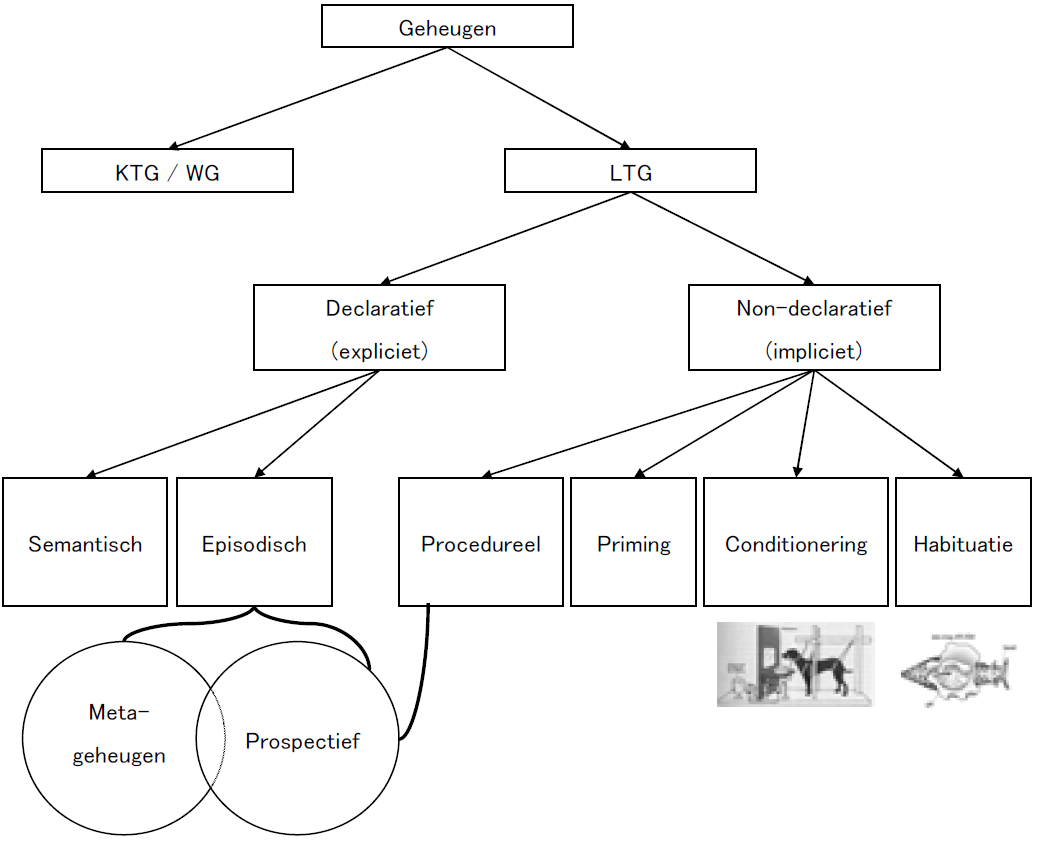 Geheugen
KTG / WG
LTG
Declaratief
(expliciet)
Non-declaratief
(impliciet)
Semantisch
Episodisch
Procedureel
Priming
Conditionering
Habituatie
Meta-
geheugen
Prospectief